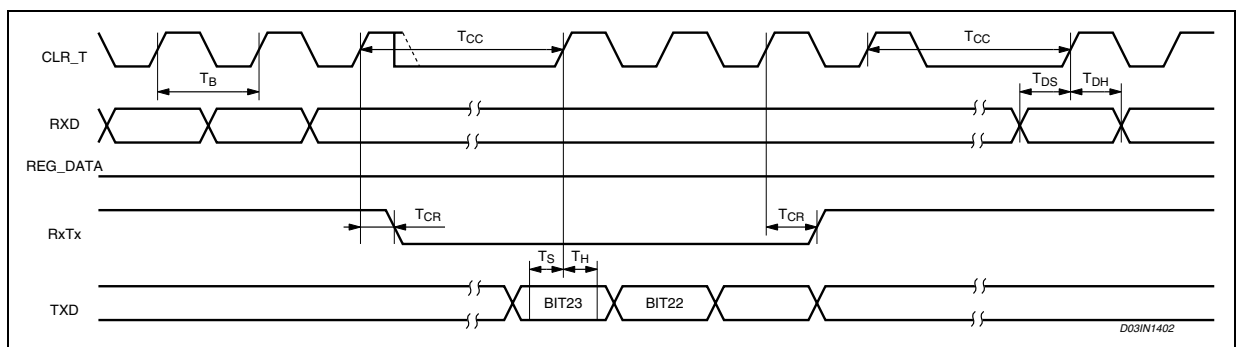 CLR_T
TCC
TCC
TB
TDS
TDH
RXD
REG_DATA
RxTx
TCR
TCR
TS
TH
TXD
BIT23
BIT22
D03IN1402